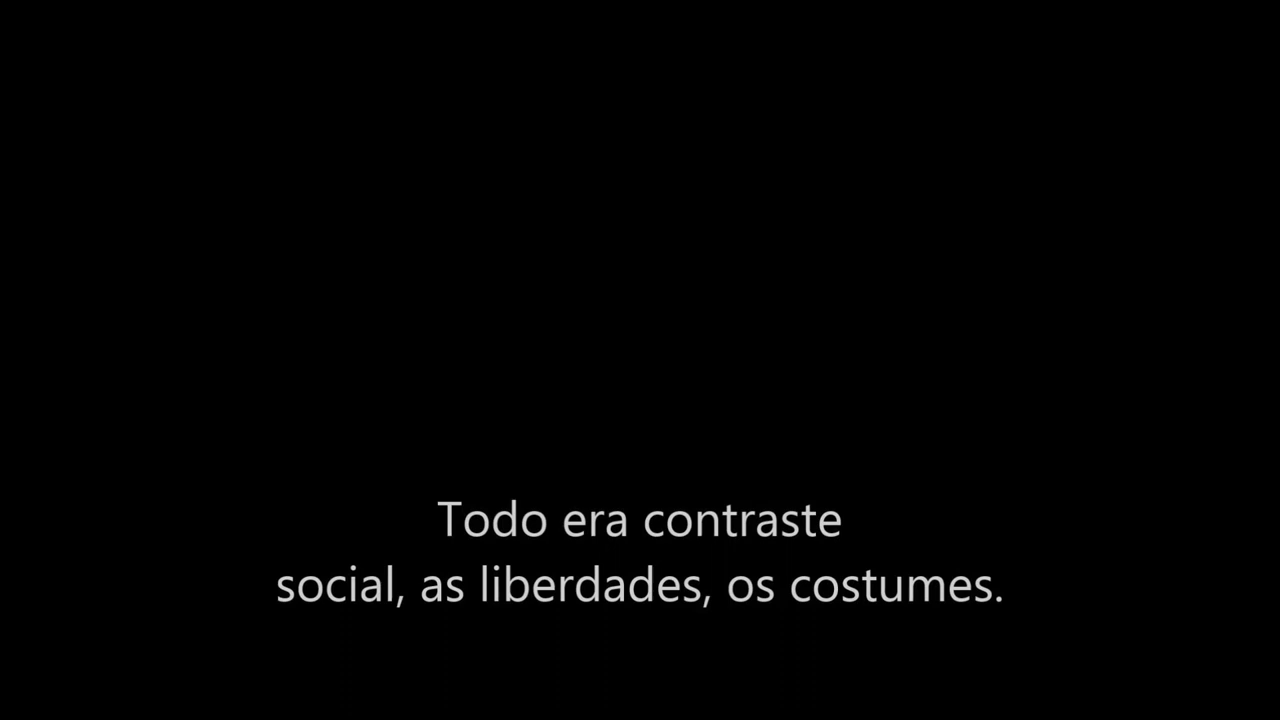 Todo era contraste
social, as liberdades, os costumes.